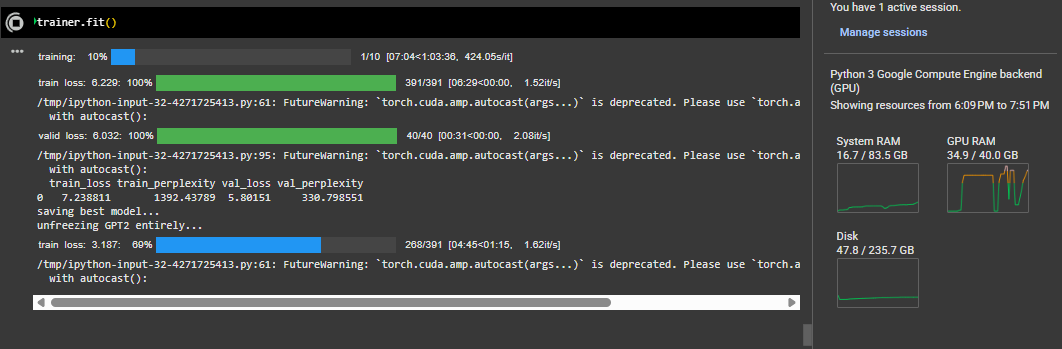 trainer.fit()
training: 10% 1/10 [07:04<1:03:36, 424.05s/it]
train loss: 6.229: 100% 391/391 [06:29<00:00, 1.52it/s]
/tmp/ipython-input-32-4271725413.py:61: FutureWarning: `torch.cuda.amp.autocast(args...)` is deprecated. Please use `torch.a
with autocast():
valid loss: 6.032: 100% 40/40 [00:31<00:00, 2.08it/s]
/tmp/ipython-input-32-4271725413.py:95: FutureWarning: `torch.cuda.amp.autocast(args...)` is deprecated. Please use `torch.a
with autocast():
train_loss train_perplexity val_loss val_perplexity
0 7.238811 1392.43789 5.80151 330.798551
saving best model...
unfreezing GPT2 entirely...
train loss: 3.187: 69% 268/391 [04:45<01:15, 1.62it/s]
/tmp/ipython-input-32-4271725413.py:61: FutureWarning: `torch.cuda.amp.autocast(args...)` is deprecated. Please use `torch.a
with autocast():
You have 1 active session.
Manage sessions
Python 3 Google Compute Engine backend
(GPU)
Showing resources from 6:09 PM to 7:51 PM
System RAM
16.7 / 83.5 GB
GPU RAM
34.9 / 40.0 GB
Disk
47.8 / 235.7 GB